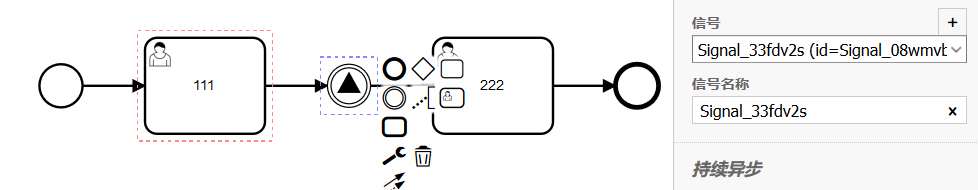 111
222
信号
+
Signal_33fdv2s (id=Signal_08wmvb
信号名称
Signal_33fdv2s
×
持续异步